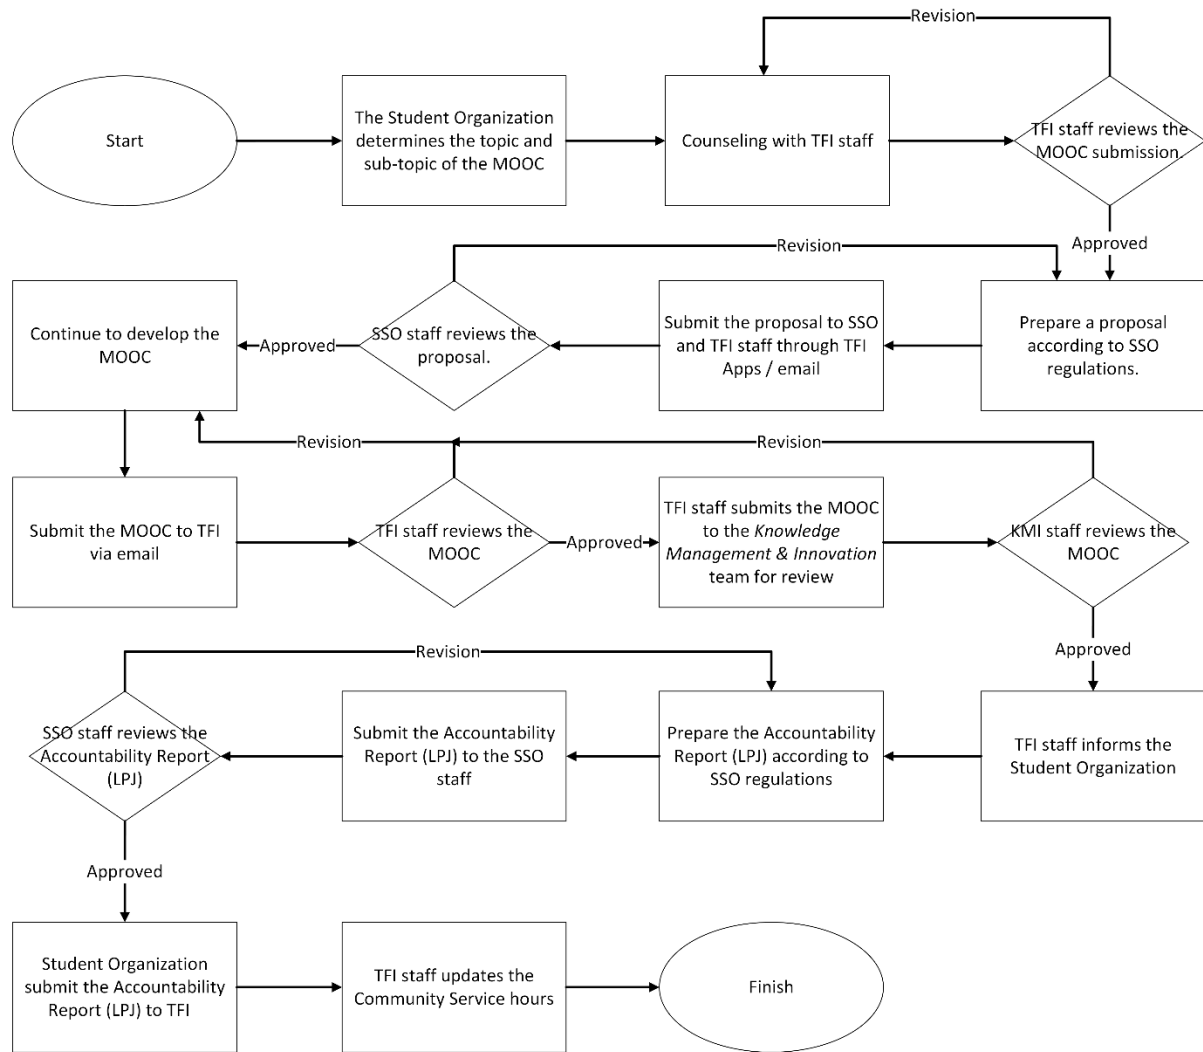 Revision
Start
The Student Organization
determines the topic and
sub-topic of the MOOC
Counseling with TFI staff
TFI staff reviews the
MOOC submission.
Approved
Revision
Continue to develop the
MOOC
Approved
SSO staff reviews the
proposal.
Submit the proposal to SSO
and TFI staff through TFI
Apps / email
Prepare a proposal
according to SSO
regulations.
Revision
Revision
Submit the MOOC to TFI
via email
TFI staff reviews the
MOOC
Approved
TFI staff submits the MOOC
to the Knowledge
Management & Innovation
team for review
KMI staff reviews the
MOOC
Approved
Revision
SSO staff reviews the
Accountability Report
(LPJ)
Submit the Accountability
Report (LPJ) to the SSO
staff
Prepare the Accountability
Report (LPJ) according to
SSO regulations
TFI staff informs the
Student Organization
Approved
Student Organization
submit the Accountability
Report (LPJ) to TFI
TFI staff updates the
Community Service hours
Finish